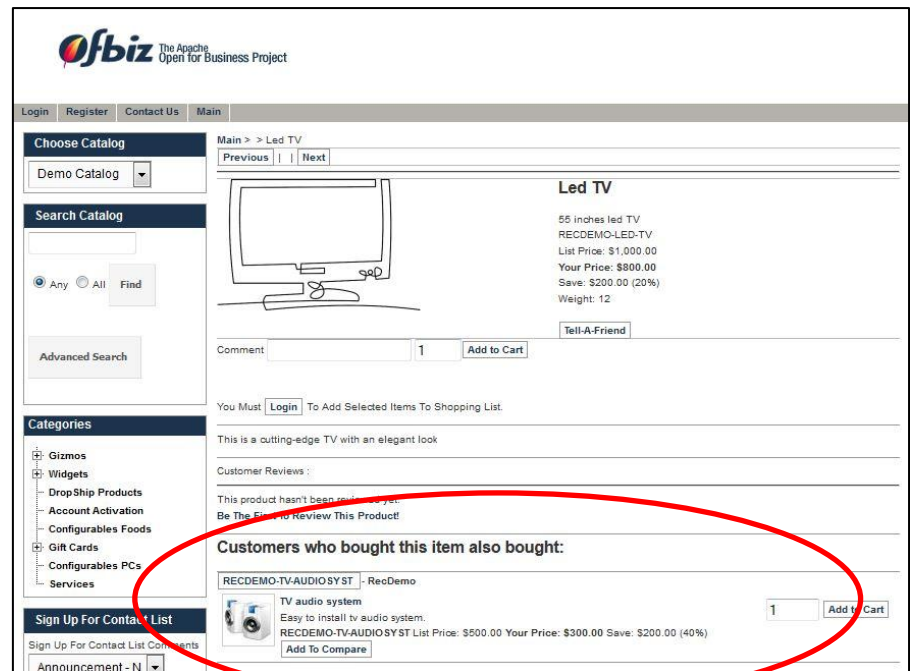 Ofbiz The Apache
Open for Business Project
Login Register Contact Us Main
Choose Catalog
Demo Catalog
Search Catalog
Any All Find
Advanced Search
Categories
Gizmos
Widgets
DropShip Products
Account Activation
Configurables Foods
Gift Cards
Configurables PCs
Services
Sign Up For Contact List
Sign Up For Contact List Comments
Announcement - N
Main > > Led TV
Previous | | Next
Led TV
55 inches led TV
RECDEMO-LED-TV
List Price: $1,000.00
Your Price: $800.00
Save: $200.00 (20%)
Weight: 12
Tell-A-Friend
Comment 1 Add to Cart
You Must Login To Add Selected Items To Shopping List.
This is a cutting-edge TV with an elegant look
Customer Reviews :
This product hasn't been reviewed yet.
Be The First To Review This Product!
Customers who bought this item also bought:
RECDEMO-TV-AUDIOSYST - RecDemo
TV audio system
Easy to install tv audio system.
RECDEMO-TV-AUDIOSYST List Price: $500.00 Your Price: $300.00 Save: $200.00 (40%)
1 Add to Cart
Add To Compare